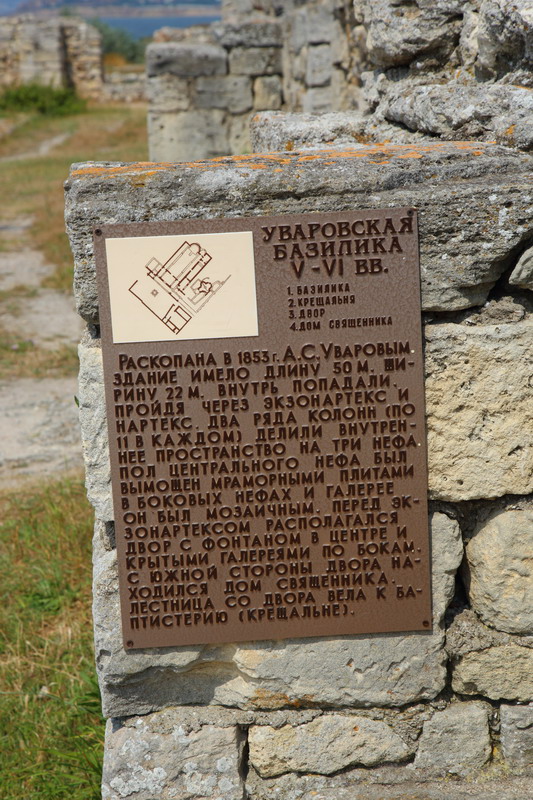 УВАРОВСКАЯ
БАЗИЛИКА
V-VI ВВ.
1. БАЗИЛИКА
2. КРЕЩАЛЬНЯ
3. ДВОР
4. ДОМ СВЯЩЕННИКА
РАСКОПАНА В 1853 г. А.С. УВАРОВЫМ.
ЗДАНИЕ ИМЕЛО ДЛИНУ 50 М, ШИ-
РИНУ 22 М. ВНУТРЬ ПОПАДАЛИ,
ПРОЙДЯ ЧЕРЕЗ ЭКЗОНАРТЕКС И
НАРТЕКС. ДВА РЯДА КОЛОНН (ПО
11 В КАЖДОМ) ДЕЛИЛИ ВНУТРЕН-
НЕЕ ПРОСТРАНСТВО НА ТРИ НЕФА.
ПОЛ ЦЕНТРАЛЬНОГО НЕФА БЫЛ
ВЫМОЩЕН МРАМОРНЫМИ ПЛИТАМИ
В БОКОВЫХ НЕФАХ И ГАЛЕРЕЕ
ОН БЫЛ МОЗАИЧНЫМ. ПЕРЕД ЭК-
ЗОНАРТЕКСОМ РАСПОЛАГАЛСЯ
ДВОР С ФОНТАНОМ В ЦЕНТРЕ И
КРЫТЫМИ ГАЛЕРЕЯМИ ПО БОКАМ.
С ЮЖНОЙ СТОРОНЫ ДВОРА НА-
ХОДИЛСЯ ДОМ СВЯЩЕННИКА.
ЛЕСТНИЦА СО ДВОРА ВЕЛА К БА-
ПТИСТЕРИЮ (КРЕЩАЛЬНЕ).